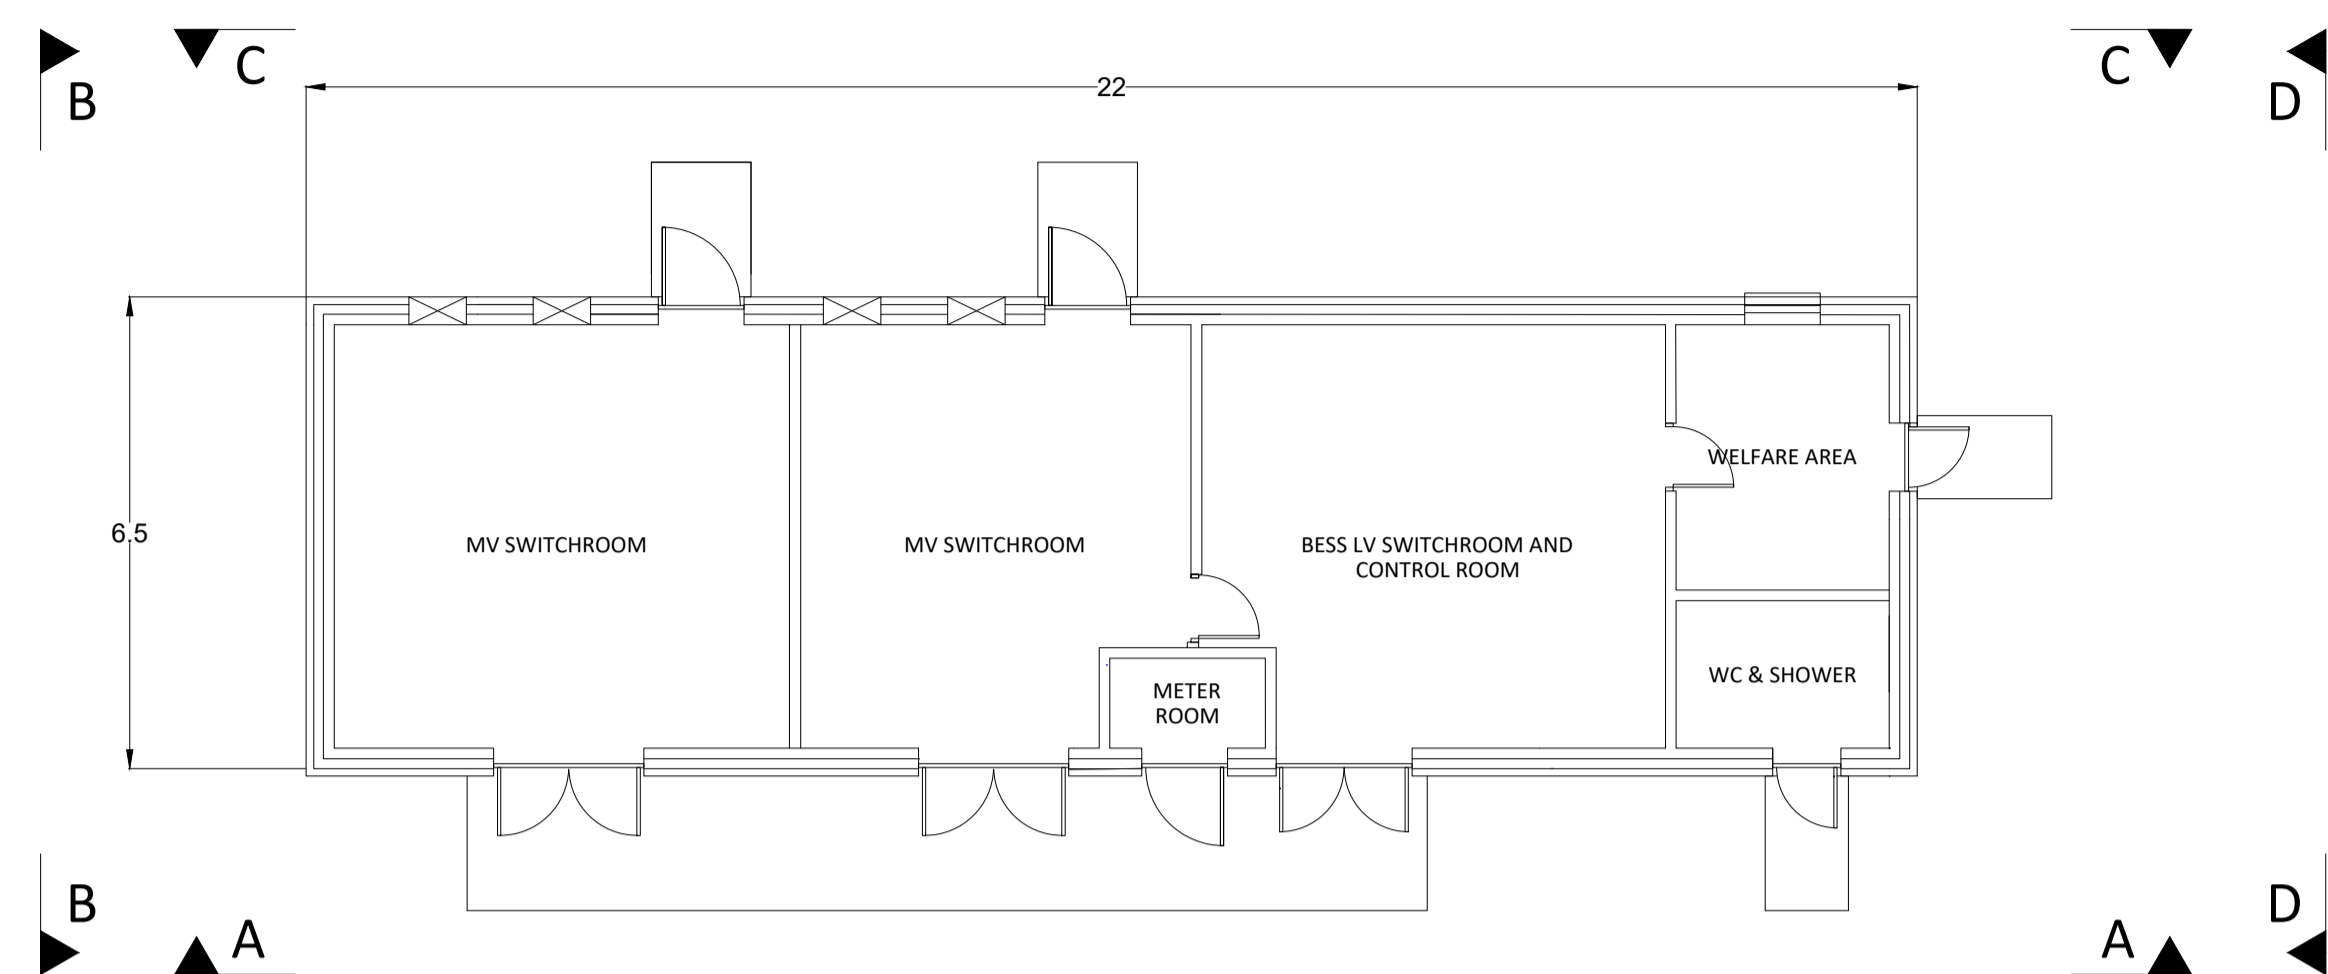 C
C
B
D
22
WELFARE AREA
6.5
MV SWITCHROOM
MV SWITCHROOM
BESS LV SWITCHROOM AND
CONTROL ROOM
WC & SHOWER
METER
ROOM
B
D
A
A